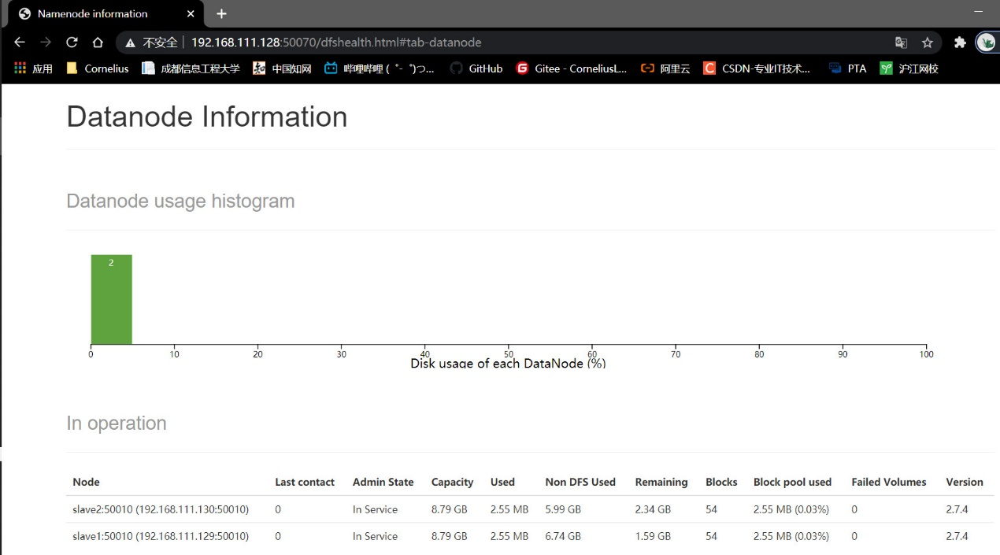 Namenode information
不安全 192.168.111.128:50070/dfshealth.html#tab-datanode
应用 Cornelius 成都信息工程大学 知 中国知网 哔哩哔哩 ( ゜- ゜)つ... GitHub G Gitee - CorneliusL... 阿里云 C CSDN-专业IT技术... PTA 沪江网校
Datanode Information
Datanode usage histogram
2
0 10 20 30 40 50 60 70 80 90 100
Disk usage of each DataNode (%)
In operation
Node Last contact Admin State Capacity Used Non DFS Used Remaining Blocks Block pool used Failed Volumes Version
slave2:50010 (192.168.111.130:50010) 0 In Service 8.79 GB 2.55 MB 5.99 GB 2.34 GB 54 2.55 MB (0.03%) 0 2.7.4
slave1:50010 (192.168.111.129:50010) 0 In Service 8.79 GB 2.55 MB 6.74 GB 1.59 GB 54 2.55 MB (0.03%) 0 2.7.4